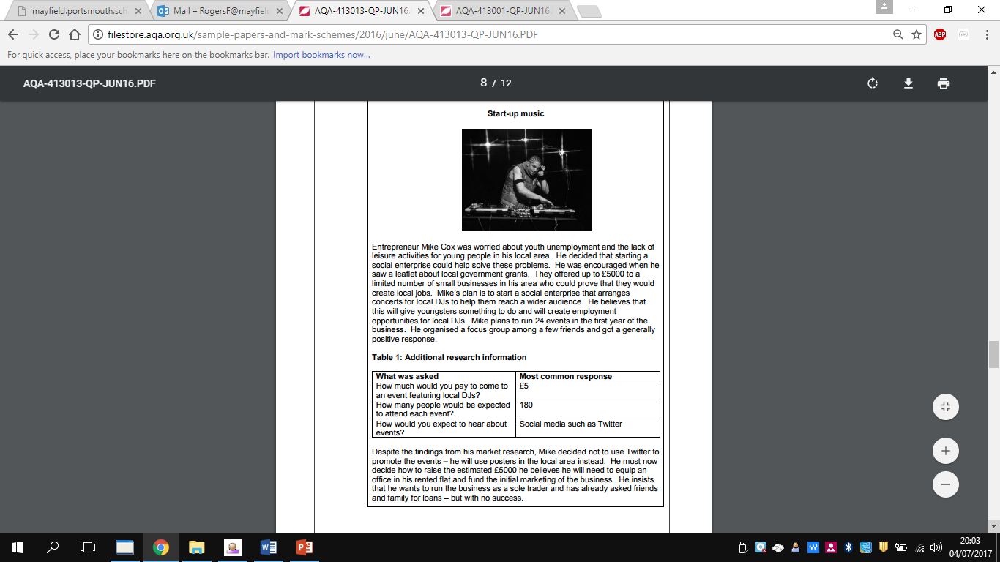 mayfield.portsmouth.sch
Mail – RogersF@mayfiel
AQA-413013-QP-JUN16.
AQA-413001-QP-JUN16.
filestore.aqa.org.uk/sample-papers-and-mark-schemes/2016/june/AQA-413013-QP-JUN16.PDF
ABP
For quick access, place your bookmarks here on the bookmarks bar. Import bookmarks now...
AQA-413013-QP-JUN16.PDF
8 / 12
Start-up music
Entrepreneur Mike Cox was worried about youth unemployment and the lack of
leisure activities for young people in his local area. He decided that starting a
social enterprise could help solve these problems. He was encouraged when he
saw a leaflet about local government grants. They offered up to £5000 to a
limited number of small businesses in his area who could prove that they would
create local jobs. Mike's plan is to start a social enterprise that arranges
concerts for local DJs to help them reach a wider audience. He believes that
this will give youngsters something to do and will create employment
opportunities for local DJs. Mike plans to run 24 events in the first year of the
business. He organised a focus group among a few friends and got a generally
positive response.
Table 1: Additional research information
What was asked Most common response
How much would you pay to come to £5
an event featuring local DJs?
How many people would be expected 180
to attend each event?
How would you expect to hear about Social media such as Twitter
events?
Despite the findings from his market research, Mike decided not to use Twitter to
promote the events – he will use posters in the local area instead. He must now
decide how to raise the estimated £5000 he believes he will need to equip an
office in his rented flat and fund the initial marketing of the business. He insists
that he wants to run the business as a sole trader and has already asked friends
and family for loans – but with no success.
20:03
04/07/2017